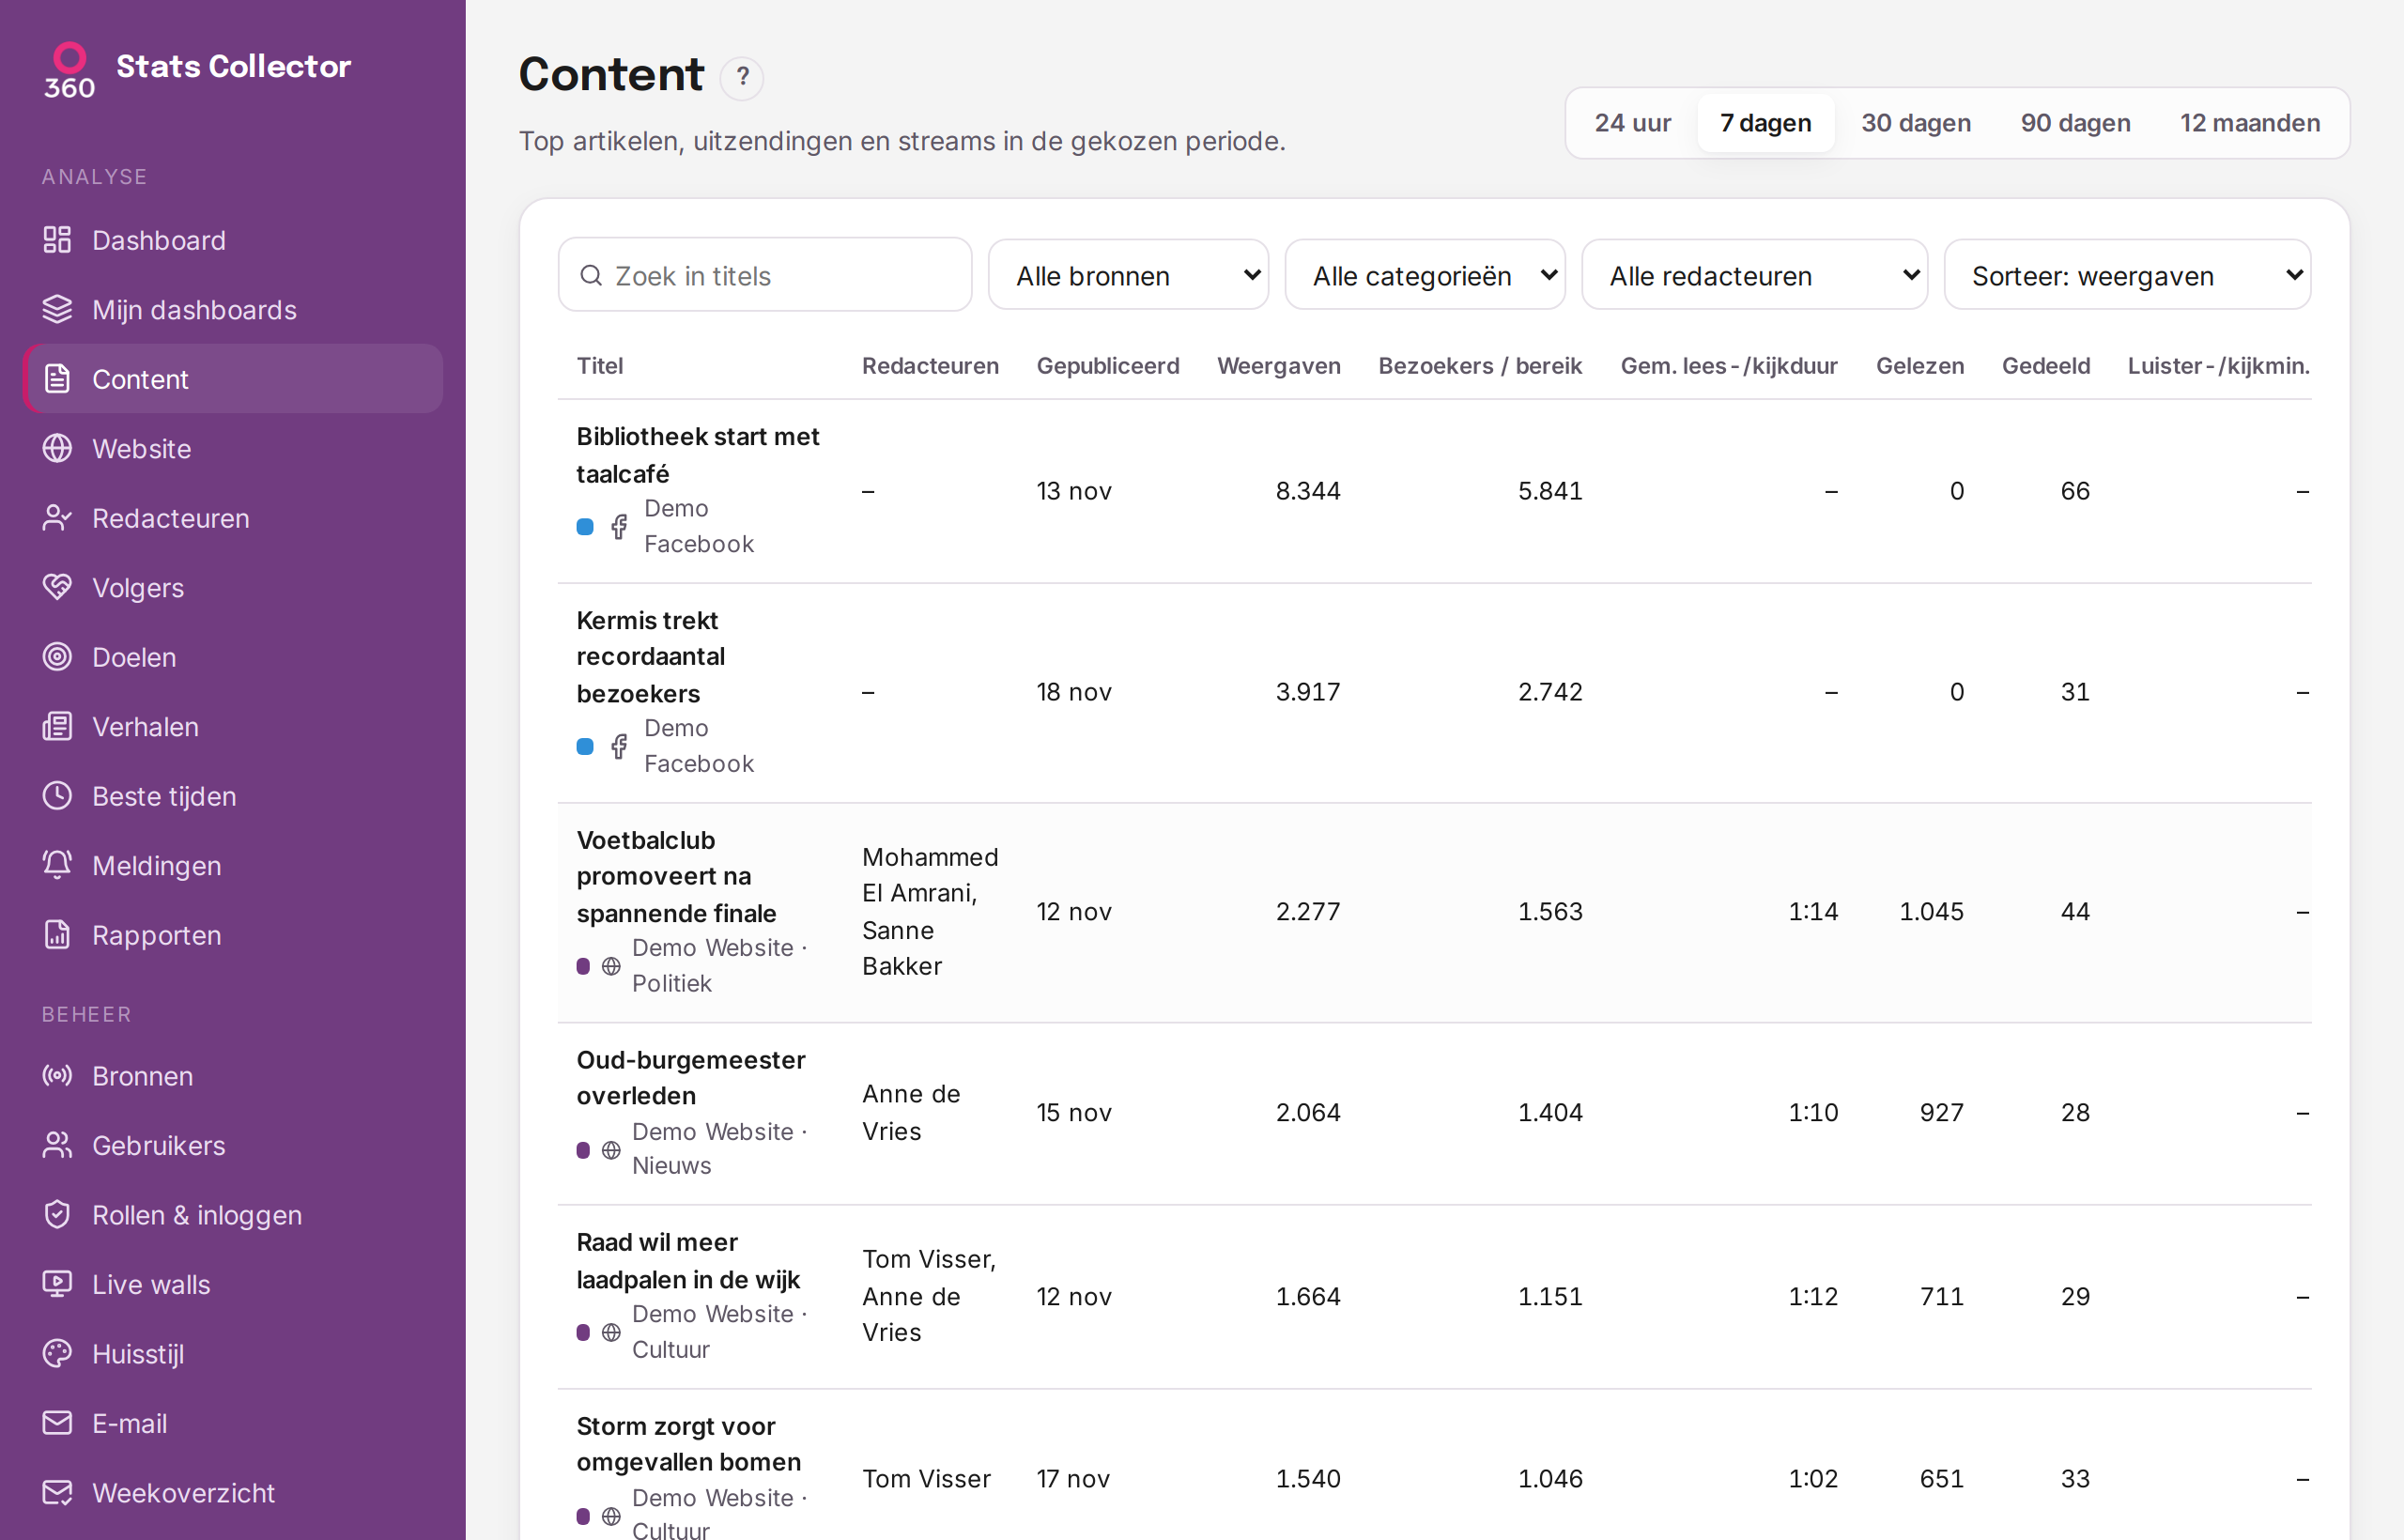 360
Stats Collector
ANALYSE
Dashboard
Mijn dashboards
Content
Website
Redacteuren
Volgers
Doelen
Verhalen
Beste tijden
Meldingen
Rapporten
BEHEER
Bronnen
Gebruikers
Rollen & inloggen
Live walls
Huisstijl
E-mail
Weekoverzicht
Content ?
Top artikelen, uitzendingen en streams in de gekozen periode.
24 uur 7 dagen 30 dagen 90 dagen 12 maanden
Zoek in titels Alle bronnen Alle categorieën Alle redacteuren Sorteer: weergaven
Titel Redacteuren Gepubliceerd Weergaven Bezoekers / bereik Gem. lees-/kijkduur Gelezen Gedeeld Luister-/kijkmin.
Bibliotheek start met
taalcafé
Demo
Facebook
– 13 nov 8.344 5.841 – 0 66 –
Kermis trekt
recordaantal
bezoekers
Demo
Facebook
– 18 nov 3.917 2.742 – 0 31 –
Voetbalclub
promoveert na
spannende finale
Demo Website ·
Politiek
Mohammed
El Amrani,
Sanne
Bakker
12 nov 2.277 1.563 1:14 1.045 44 –
Oud-burgemeester
overleden
Demo Website ·
Nieuws
Anne de
Vries
15 nov 2.064 1.404 1:10 927 28 –
Raad wil meer
laadpalen in de wijk
Demo Website ·
Cultuur
Tom Visser,
Anne de
Vries
12 nov 1.664 1.151 1:12 711 29 –
Storm zorgt voor
omgevallen bomen
Demo Website ·
Cultuur
Tom Visser 17 nov 1.540 1.046 1:02 651 33 –